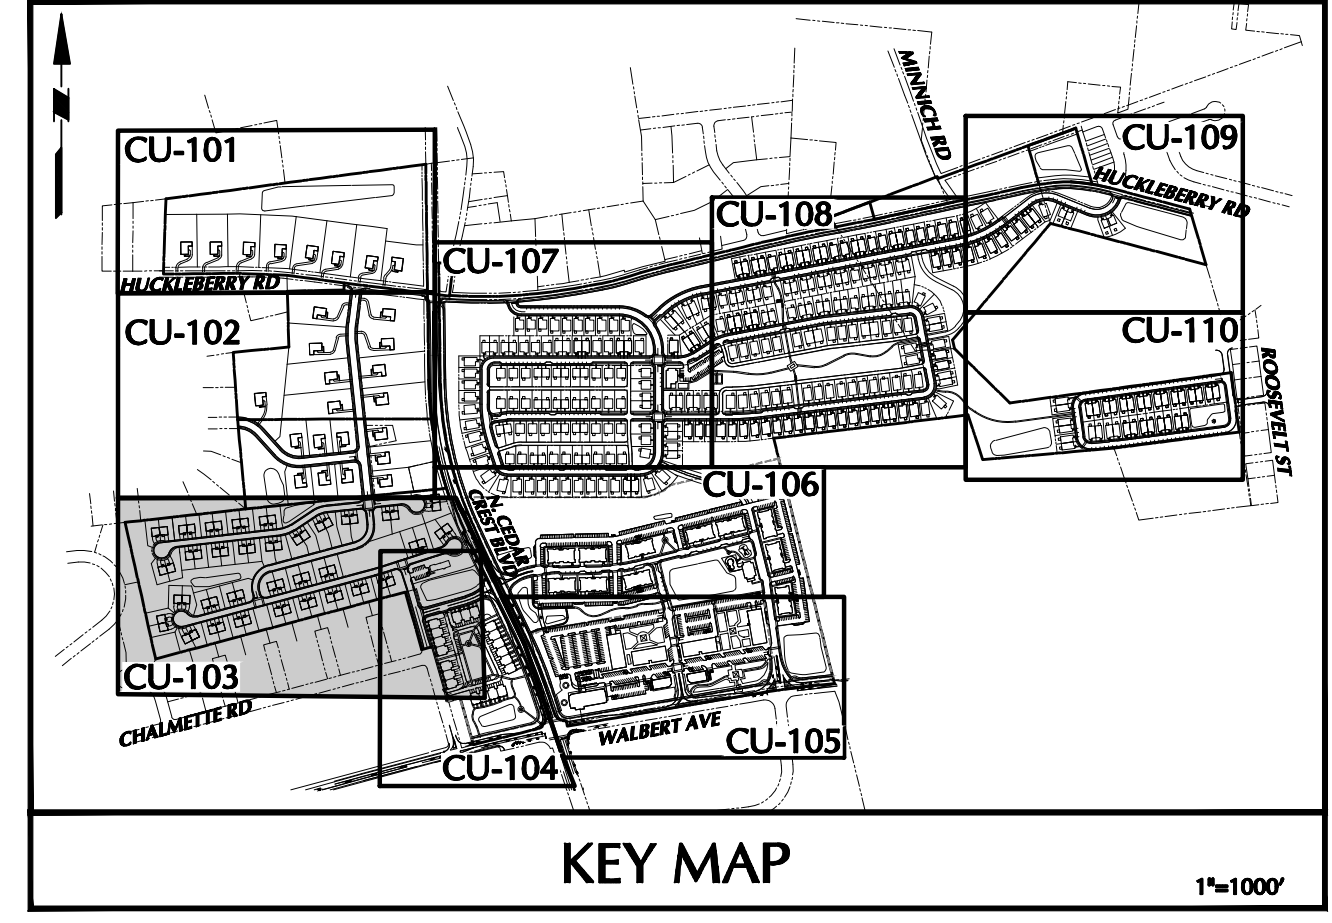 MINNICH RD
CU-101
CU-109
HUCKLEBERRY RD
CU-108
CU-107
HUCKLEBERRY RD
CU-102
CU-110
ROOSEVELT ST
CU-106
N. CEDAR
CREST BLVD
CU-103
CHALMETTE RD
WALBERT AVE
CU-105
CU-104
KEY MAP
1"=1000'